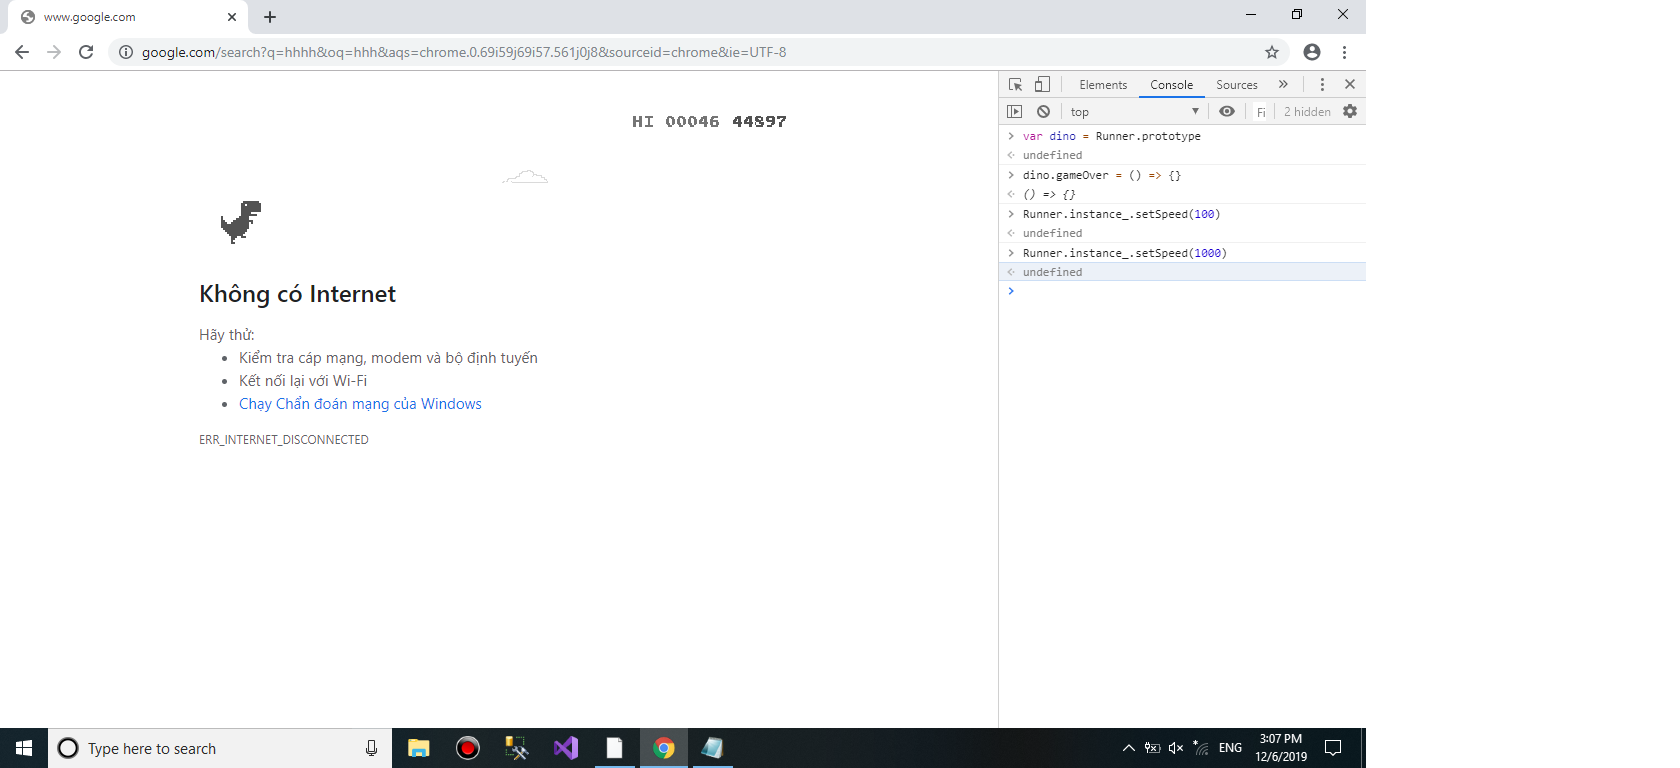 www.google.com
google.com/search?q=hhhh&oq=hhh&aqs=chrome.0.69i59j69i57.561j0j8&sourceid=chrome&ie=UTF-8
HI 00046 44897
Không có Internet
Hãy thử:
Kiểm tra cáp mạng, modem và bộ định tuyến
Kết nối lại với Wi-Fi
Chạy Chẩn đoán mạng của Windows
ERR_INTERNET_DISCONNECTED
Elements Console Sources
top Fi 2 hidden
var dino = Runner.prototype
undefined
dino.gameOver = () => {}
() => {}
Runner.instance_.setSpeed(100)
undefined
Runner.instance_.setSpeed(1000)
undefined
Type here to search
ENG
3:07 PM
12/6/2019